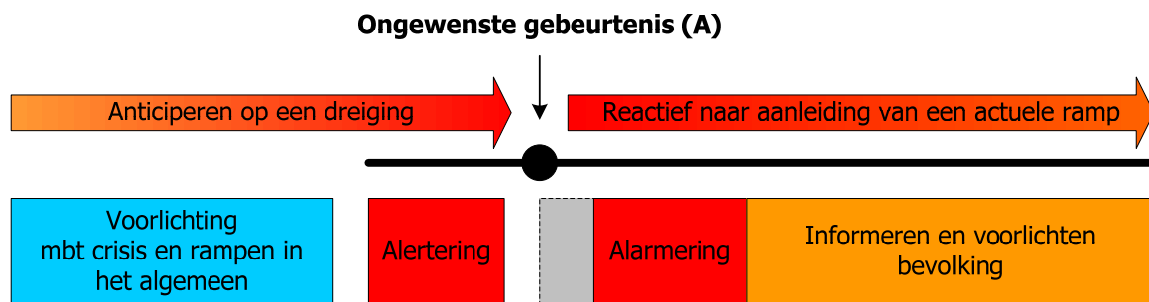 Ongewenste gebeurtenis (A)
Anticiperen op een dreiging
Reactief naar aanleiding van een actuele ramp
Voorlichting
mbt crisis en rampen in
het algemeen
Alertering
Alarmering
Informeren en voorlichten
bevolking